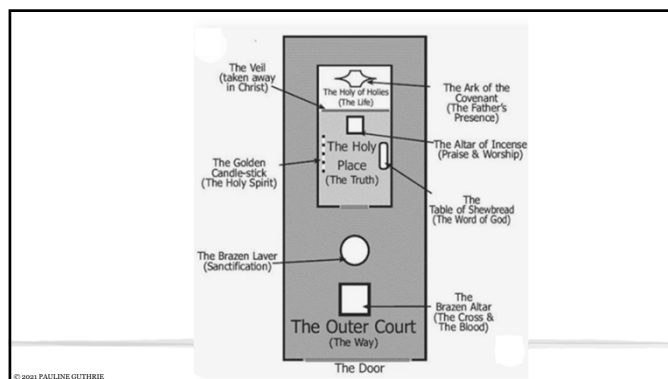 The Veil
(taken away
in Christ)
The Holy of Holies
(The Life)
The Ark of the
Covenant
(The Father's
Presence)
The Altar of Incense
(Praise & Worship)
The Holy
Place
(The Truth)
The Golden
Candle-stick
(The Holy Spirit)
The
Table of Shewbread
(The Word of God)
The Brazen Laver
(Sanctification)
The
Brazen Altar
(The Cross &
The Blood)
The Outer Court
(The Way)
The Door
© 2021 PAULINE GUTHRIE